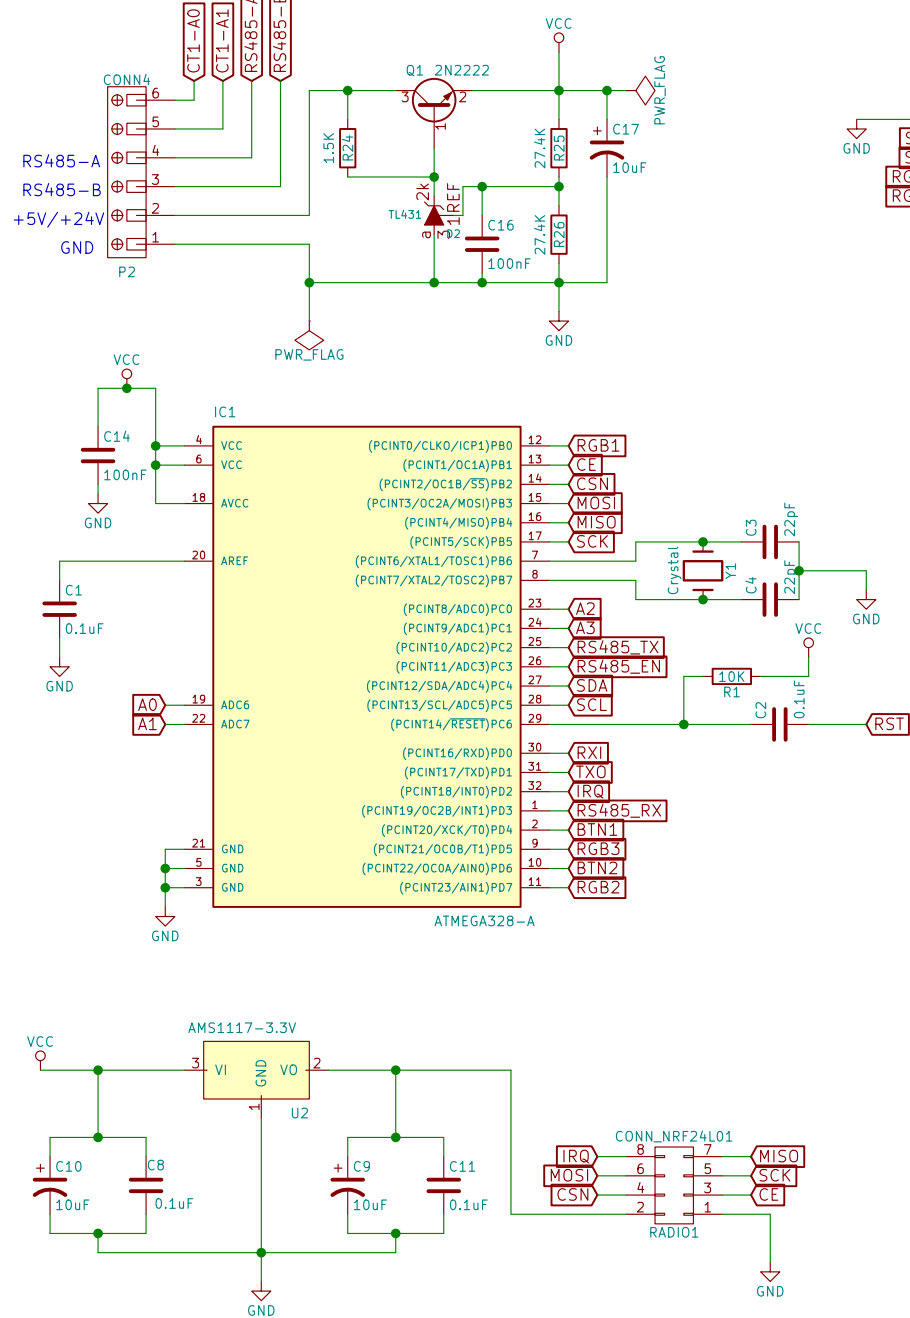 CT1-A0
CT1-A1
RS485-A
RS485-B
CONN4
6
5
4
3
2
1
RS485-A
RS485-B
+5V/+24V
GND
P2
VCC
Q1 2N2222
3
2
1
PWR_FLAG
1.5K
R24
27.4K
R25
+
C17
10uF
2k
TL431
1REF
a
3
D2
C16
100nF
27.4K
R26
GND
PWR_FLAG
GND
VCC
C14
100nF
GND
IC1
4 VCC
6 VCC
18 AVCC
20 AREF
C1
0.1uF
GND
A0 19 ADC6
A1 22 ADC7
21 GND
5 GND
3 GND
GND
(PCINT0/CLKO/ICP1)PB0 12 RGB1
(PCINT1/OC1A)PB1 13 CE
(PCINT2/OC1B/SS)PB2 14 CSN
(PCINT3/OC2A/MOSI)PB3 15 MOSI
(PCINT4/MISO)PB4 16 MISO
(PCINT5/SCK)PB5 17 SCK
(PCINT6/XTAL1/TOSC1)PB6 7
(PCINT7/XTAL2/TOSC2)PB7 8
(PCINT8/ADC0)PC0 23 A2
(PCINT9/ADC1)PC1 24 A3
(PCINT10/ADC2)PC2 25 RS485_TX
(PCINT11/ADC3)PC3 26 RS485_EN
(PCINT12/SDA/ADC4)PC4 27 SDA
(PCINT13/SCL/ADC5)PC5 28 SCL
(PCINT14/RESET)PC6 29
(PCINT16/RXD)PD0 30 RXI
(PCINT17/TXD)PD1 31 TXO
(PCINT18/INT0)PD2 32 IRQ
(PCINT19/OC2B/INT1)PD3 1 RS485_RX
(PCINT20/XCK/T0)PD4 2 BTN1
(PCINT21/OC0B/T1)PD5 9 RGB3
(PCINT22/OC0A/AIN0)PD6 10 BTN2
(PCINT23/AIN1)PD7 11 RGB2
ATMEGA328-A
Crystal
Y1
C3
22pF
C4
22pF
GND
VCC
10K
R1
C2
0.1uF
RST
AMS1117-3.3V
VCC
3 VI
GND
VO 2
1
U2
+
C10
10uF
C8
0.1uF
+
C9
10uF
C11
0.1uF
GND
CONN_NRF24L01
IRQ 8 7 MISO
MOSI 6 5 SCK
CSN 4 3 CE
2 1
RADIO1
GND